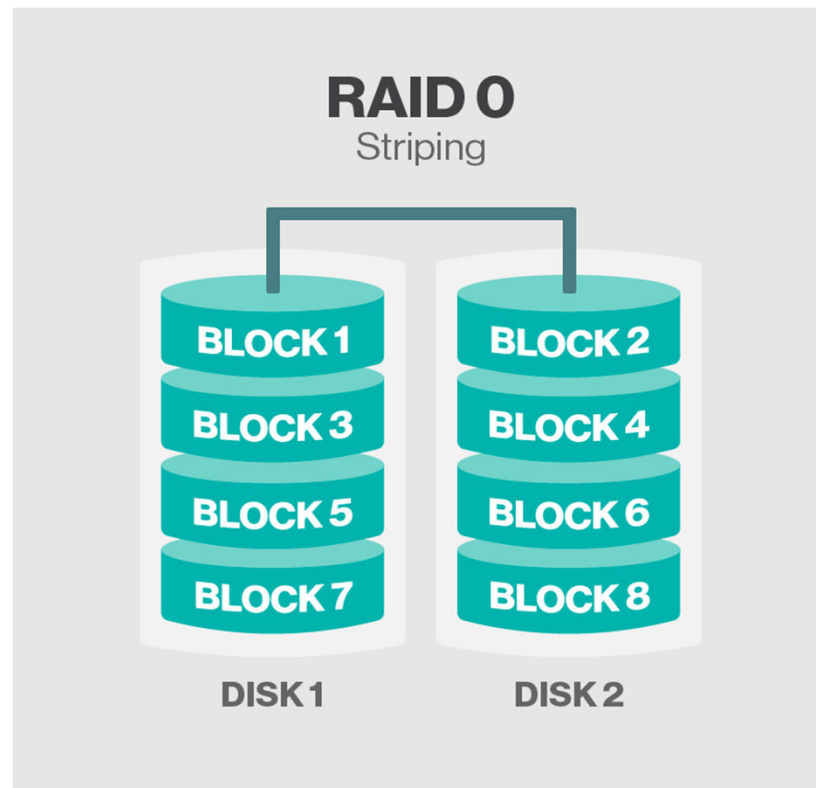 RAID 0
Striping
BLOCK 1
BLOCK 3
BLOCK 5
BLOCK 7
DISK 1
BLOCK 2
BLOCK 4
BLOCK 6
BLOCK 8
DISK 2